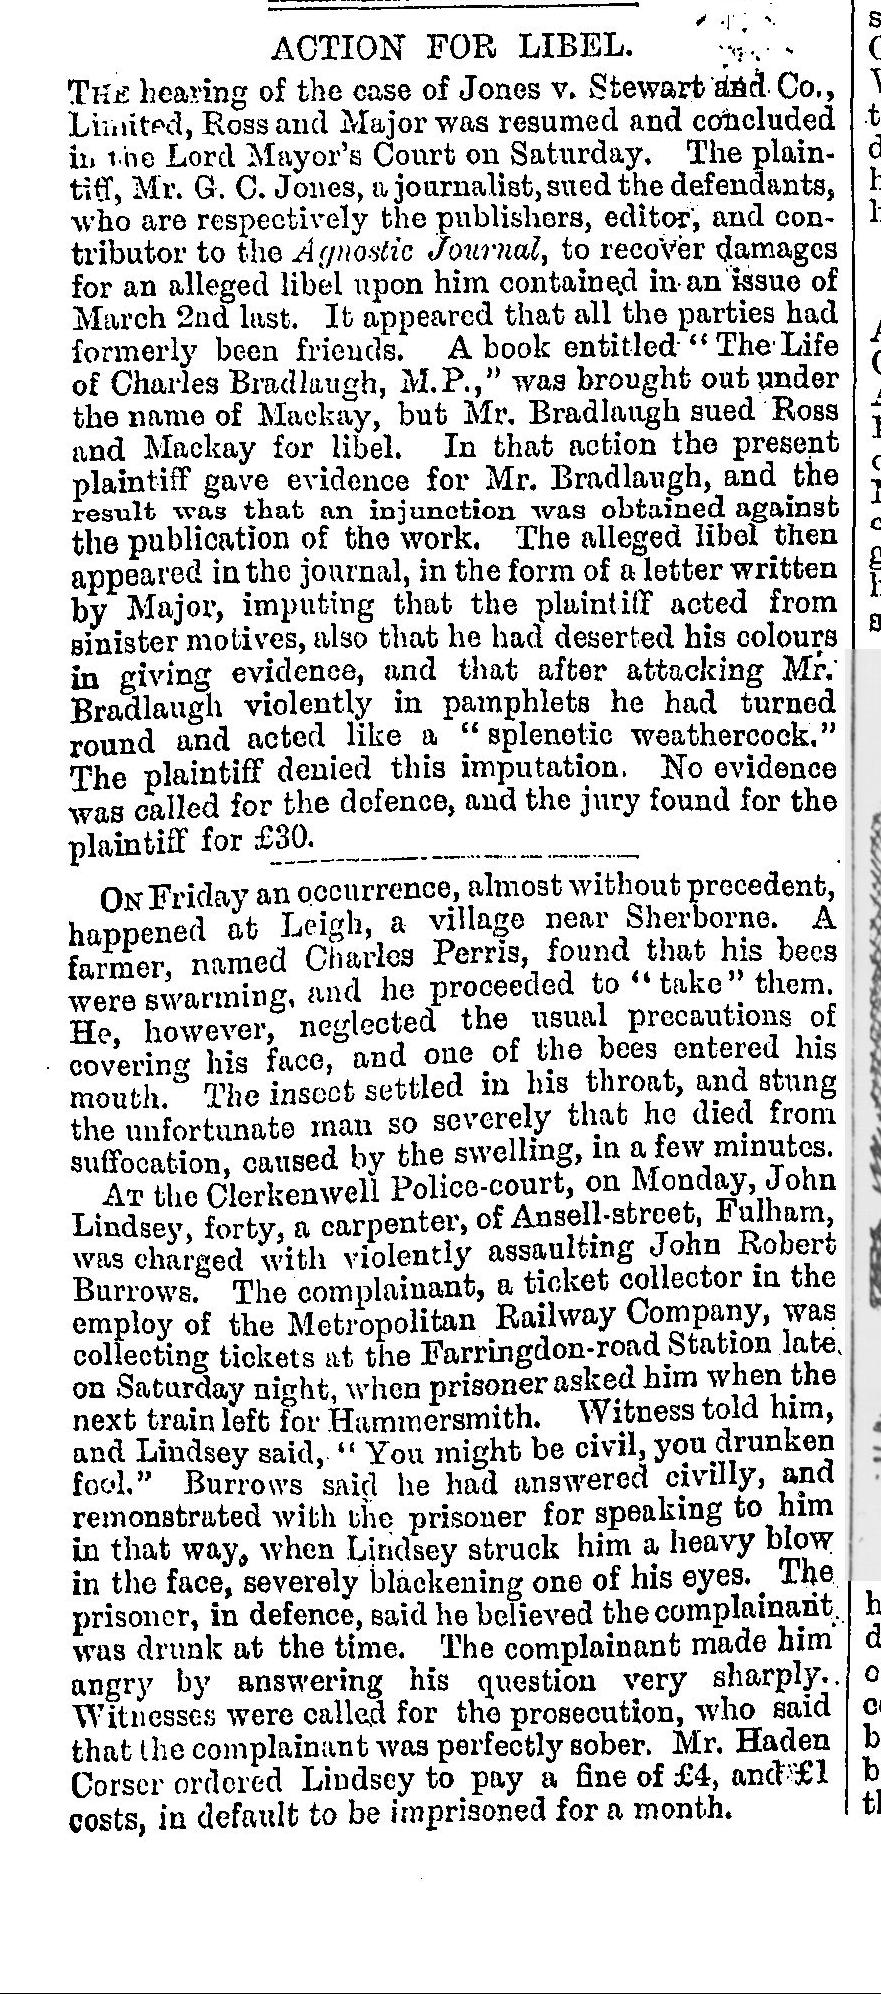 ACTION FOR LIBEL.
THE hearing of the case of Jones v. Stewart and Co.,
Limited, Ross and Major was resumed and concluded
in the Lord Mayor's Court on Saturday. The plain-
tiff, Mr. G. C. Jones, a journalist, sued the defendants,
who are respectively the publishers, editor, and con-
tributor to the Agnostic Journal, to recover damages
for an alleged libel upon him contained in an issue of
March 2nd last. It appeared that all the parties had
formerly been friends. A book entitled "The Life
of Charles Bradlaugh, M.P.," was brought out under
the name of Mackay, but Mr. Bradlaugh sued Ross
and Mackay for libel. In that action the present
plaintiff gave evidence for Mr. Bradlaugh, and the
result was that an injunction was obtained against
the publication of the work. The alleged libel then
appeared in the journal, in the form of a letter written
by Major, imputing that the plaintiff acted from
sinister motives, also that he had deserted his colours
in giving evidence, and that after attacking Mr.
Bradlaugh violently in pamphlets he had turned
round and acted like a "splenetic weathercock."
The plaintiff denied this imputation. No evidence
was called for the defence, and the jury found for the
plaintiff for £30.
ON Friday an occurrence, almost without precedent,
happened at Leigh, a village near Sherborne. A
farmer, named Charles Perris, found that his bees
were swarming, and he proceeded to "take" them.
He, however, neglected the usual precautions of
covering his face, and one of the bees entered his
mouth. The insect settled in his throat, and stung
the unfortunate man so severely that he died from
suffocation, caused by the swelling, in a few minutes.
AT the Clerkenwell Police-court, on Monday, John
Lindsey, forty, a carpenter, of Ansell-street, Fulham,
was charged with violently assaulting John Robert
Burrows. The complainant, a ticket collector in the
employ of the Metropolitan Railway Company, was
collecting tickets at the Farringdon-road Station late
on Saturday night, when prisoner asked him when the
next train left for Hammersmith. Witness told him,
and Lindsey said, "You might be civil, you drunken
fool." Burrows said he had answered civilly, and
remonstrated with the prisoner for speaking to him
in that way, when Lindsey struck him a heavy blow
in the face, severely blackening one of his eyes. The
prisoner, in defence, said he believed the complainant
was drunk at the time. The complainant made him
angry by answering his question very sharply.
Witnesses were called for the prosecution, who said
that the complainant was perfectly sober. Mr. Haden
Corser ordered Lindsey to pay a fine of £4, and £1
costs, in default to be imprisoned for a month.